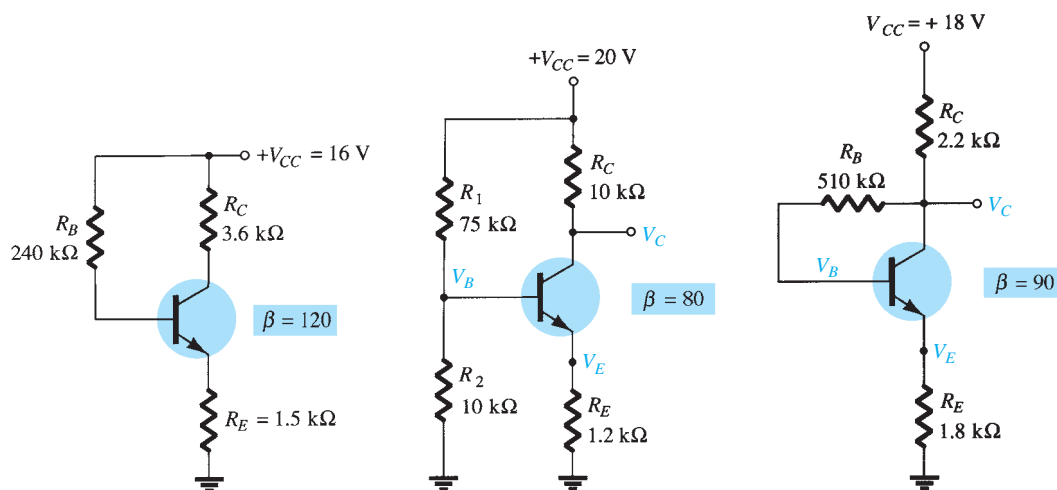 +V_CC = 16 V
R_B
240 kΩ
R_C
3.6 kΩ
β = 120
R_E = 1.5 kΩ
+V_CC = 20 V
R_1
75 kΩ
R_C
10 kΩ
V_C
V_B
β = 80
V_E
R_2
10 kΩ
R_E
1.2 kΩ
V_CC = + 18 V
R_C
2.2 kΩ
R_B
510 kΩ
V_C
V_B
β = 90
V_E
R_E
1.8 kΩ